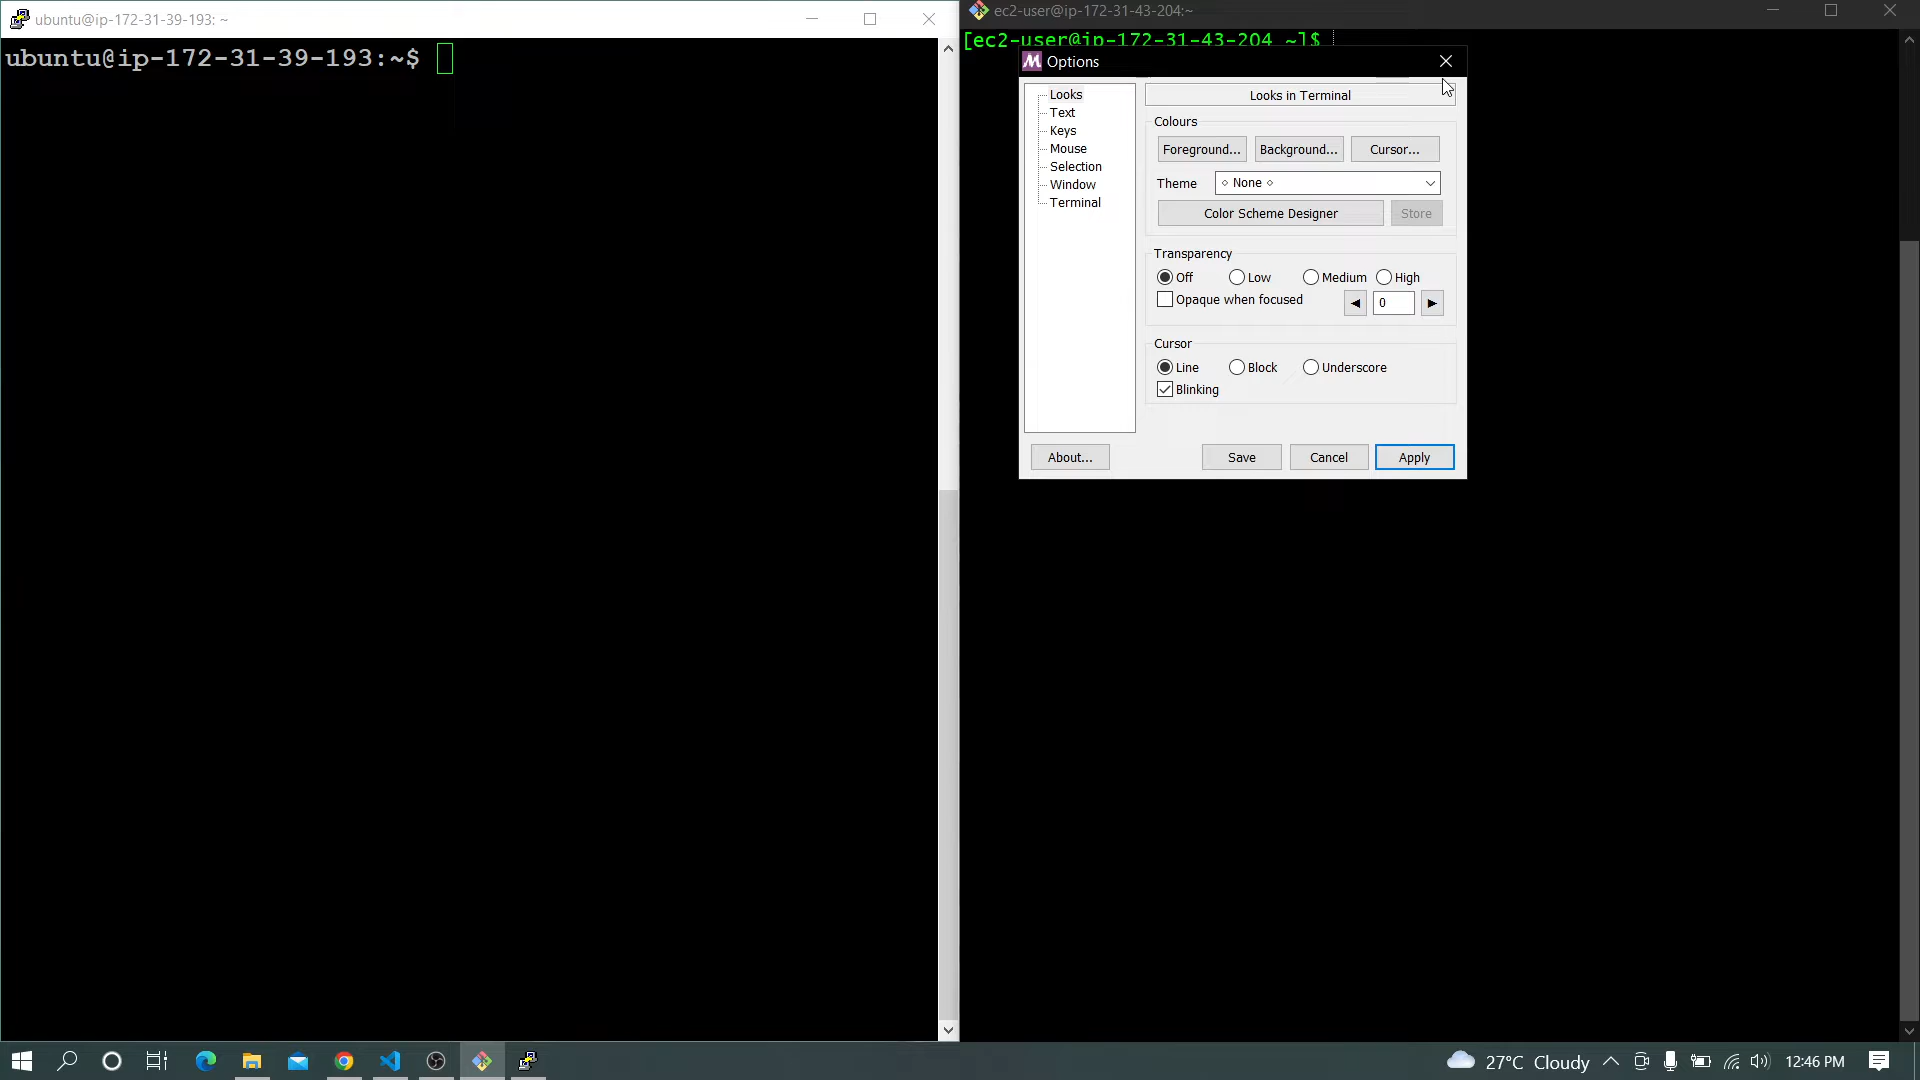 ubuntu@ip-172-31-39-193: ~
ubuntu@ip-172-31-39-193:~$
ec2-user@ip-172-31-43-204:~
[ec2-user@ip-172-31-43-204 ~]$
Options
Looks
Text
Keys
Mouse
Selection
Window
Terminal
Looks in Terminal
Colours
Foreground... Background... Cursor...
Theme ◇ None ◇
Color Scheme Designer Store
Transparency
Off Low Medium High
Opaque when focused ◄ 0 ►
Cursor
Line Block Underscore
Blinking
About... Save Cancel Apply
27°C Cloudy 12:46 PM